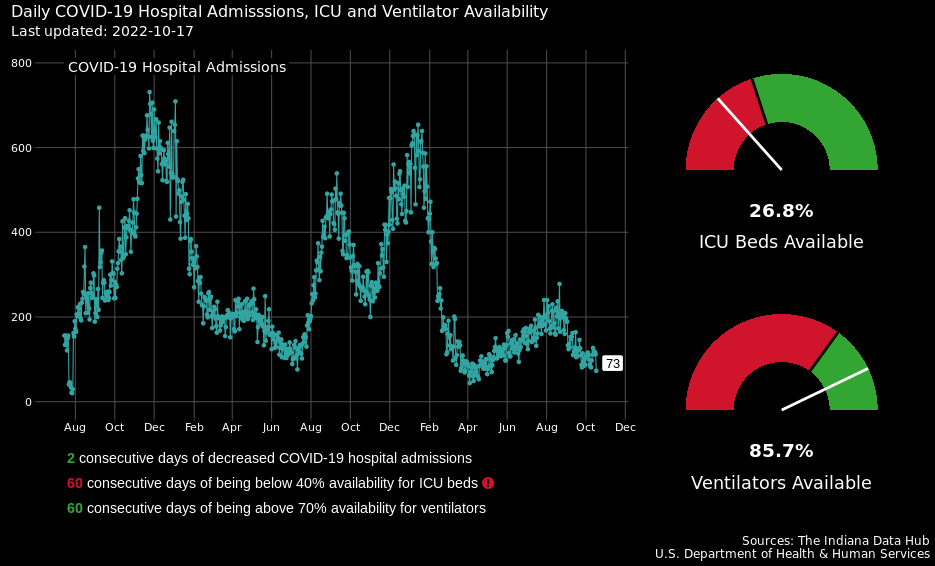 Daily COVID-19 Hospital Admisssions, ICU and Ventilator Availability
Last updated: 2022-10-17
COVID-19 Hospital Admissions
800
600
400
200
0
73
Aug Oct Dec Feb Apr Jun Aug Oct Dec Feb Apr Jun Aug Oct Dec
2 consecutive days of decreased COVID-19 hospital admissions
60 consecutive days of being below 40% availability for ICU beds !
60 consecutive days of being above 70% availability for ventilators
26.8%
ICU Beds Available
85.7%
Ventilators Available
Sources: The Indiana Data Hub
U.S. Department of Health & Human Services